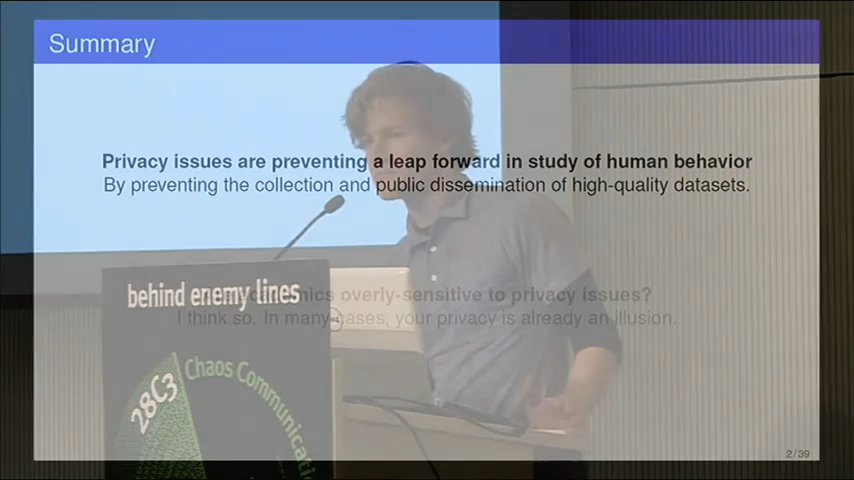 Summary
Privacy issues are preventing a leap forward in study of human behavior
By preventing the collection and public dissemination of high-quality datasets.
overly-sensitive to privacy issues?
I think so. In many cases, your privacy is already an illusion.
behind enemy lines
28C3
Chaos Communicati
2/39